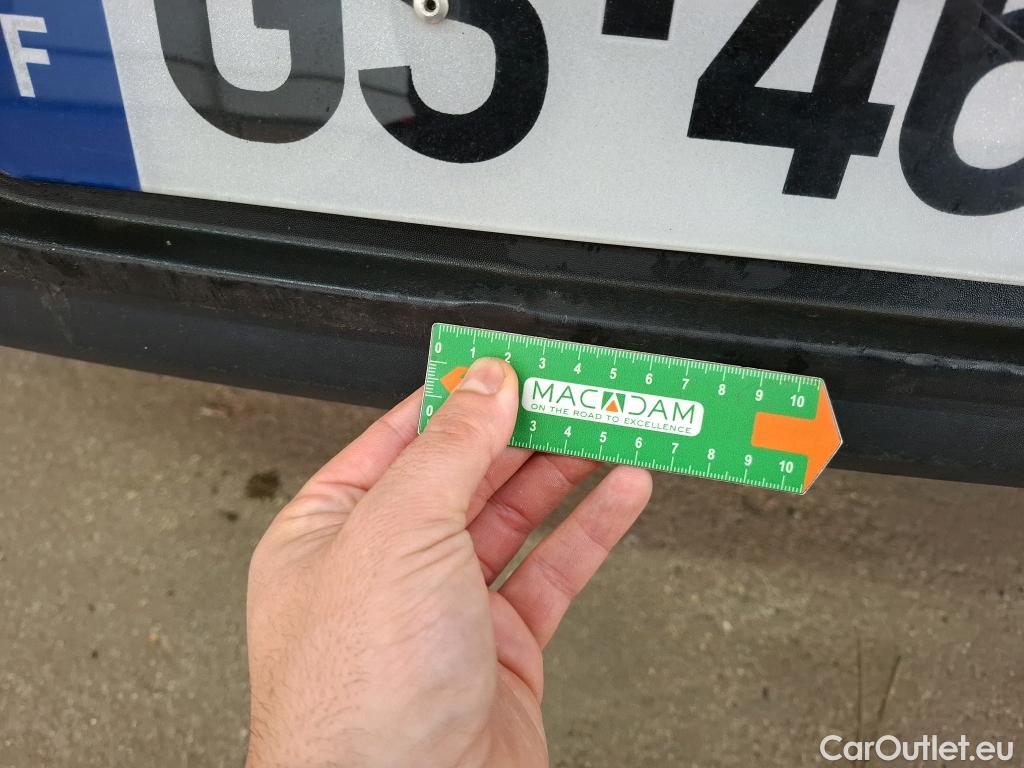 F GS-46
0 1 2 3 4 5 6 7 8 9 10
MACADAM
ON THE ROAD TO EXCELLENCE
0 3 4 5 6 7 8 9 10
CarOutlet.eu